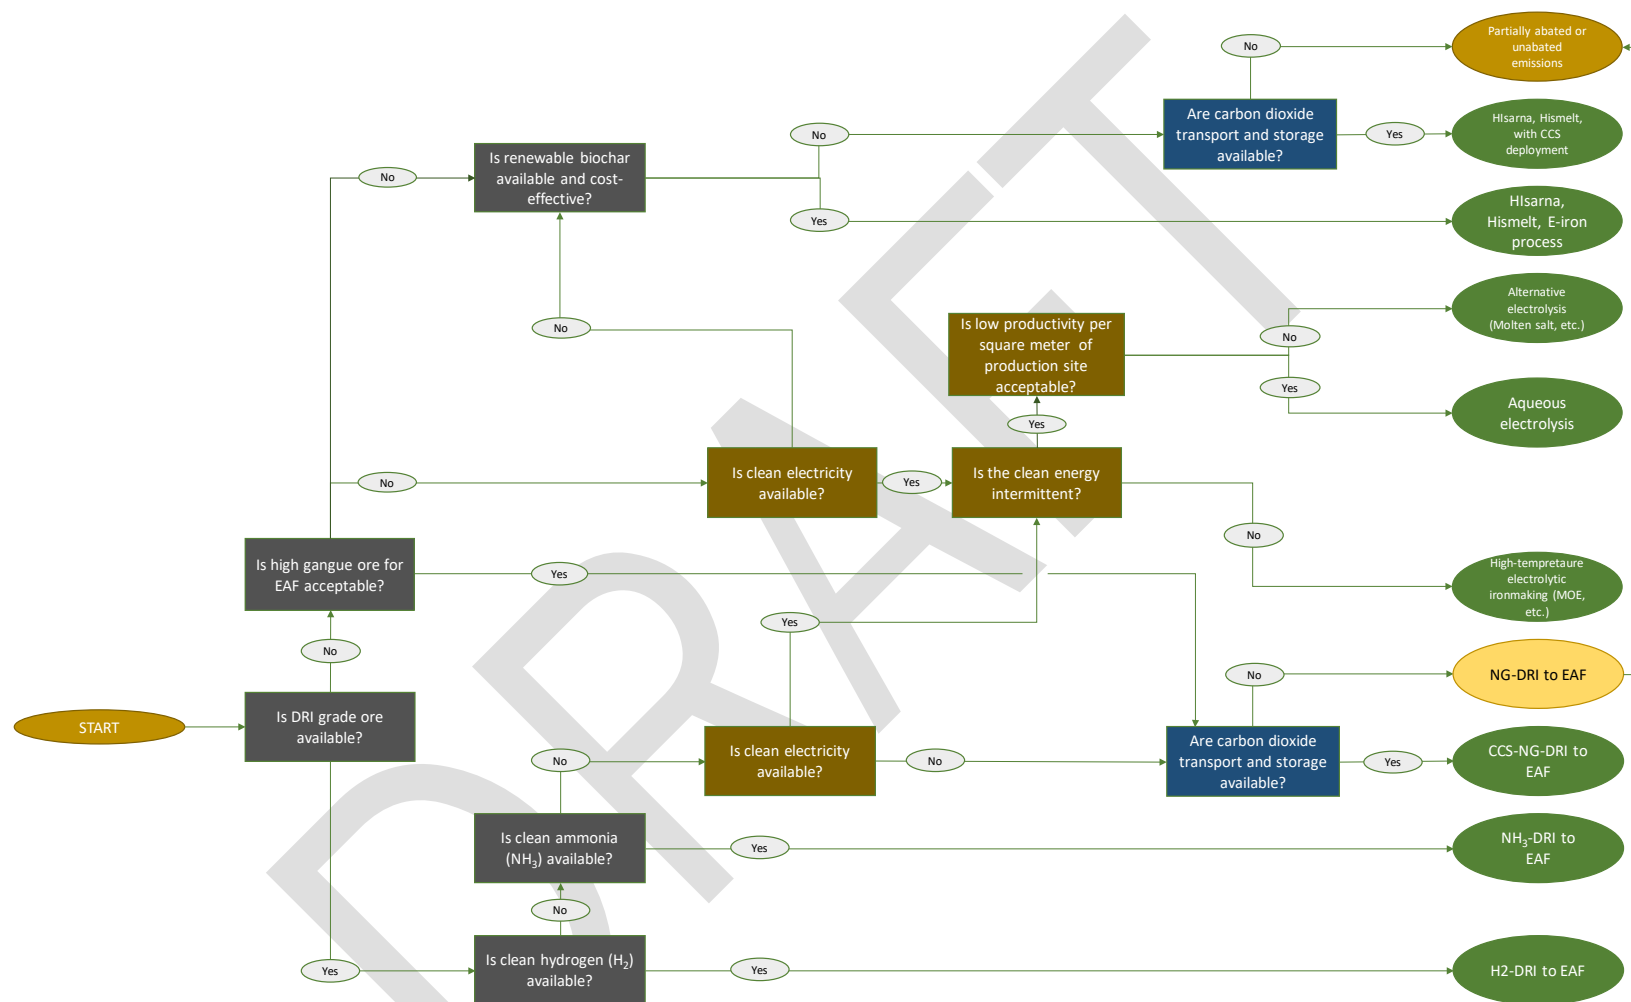 No
Partially abated or
unabated
emissions
Are carbon dioxide
transport and storage
available?
No
Yes
HIsarna, Hismelt,
with CCS
deployment
Is renewable biochar
available and cost-
effective?
No
Yes
HIsarna,
Hismelt, E-iron
process
No
Is low productivity per
square meter of
production site
acceptable?
No
Alternative
electrolysis
(Molten salt, etc.)
Yes
Aqueous
electrolysis
Yes
No
Is clean electricity
available?
Yes
Is the clean energy
intermittent?
No
High-tempretaure
electrolytic
ironmaking (MOE,
etc.)
Is high gangue ore for
EAF acceptable?
Yes
Yes
No
No
NG-DRI to EAF
START
Is DRI grade ore
available?
Is clean electricity
available?
No
Are carbon dioxide
transport and storage
available?
Yes
CCS-NG-DRI to
EAF
No
Is clean ammonia
(NH₃) available?
Yes
NH₃-DRI to
EAF
No
Yes
Is clean hydrogen (H₂)
available?
Yes
H2-DRI to EAF
DRAFT